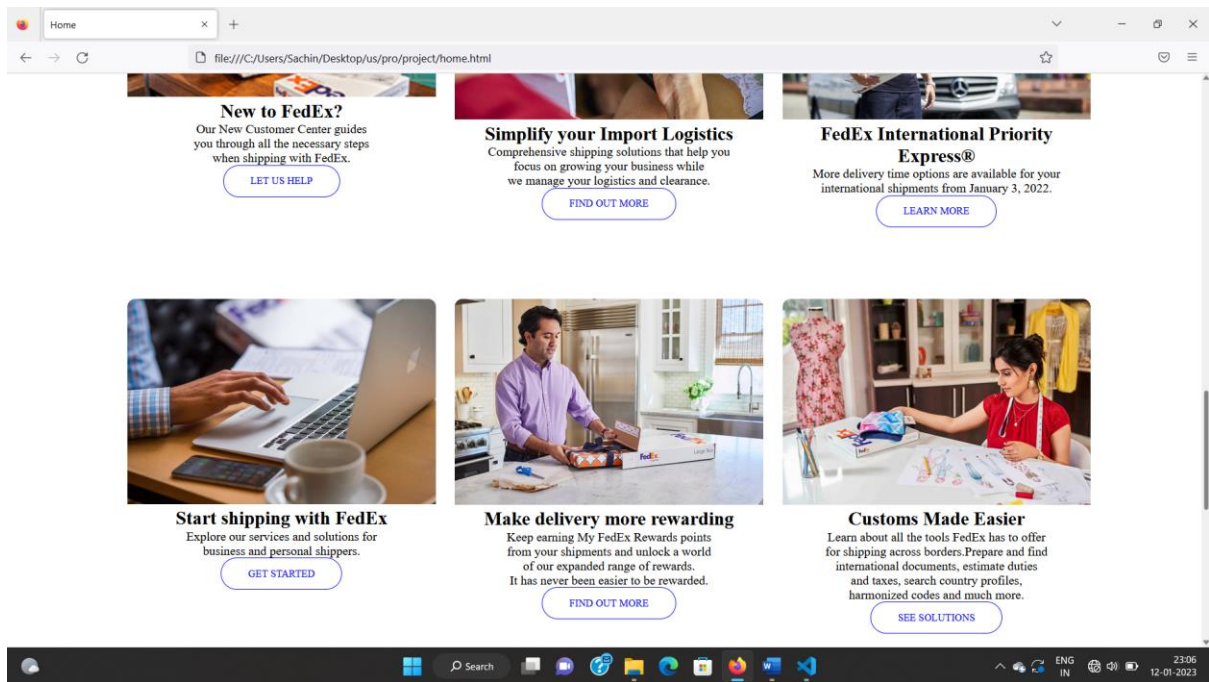 Home
file:///C:/Users/Sachin/Desktop/us/pro/project/home.html
New to FedEx?
Our New Customer Center guides
you through all the necessary steps
when shipping with FedEx.
LET US HELP
Simplify your Import Logistics
Comprehensive shipping solutions that help you
focus on growing your business while
we manage your logistics and clearance.
FIND OUT MORE
FedEx International Priority
Express®
More delivery time options are available for your
international shipments from January 3, 2022.
LEARN MORE
FedEx
Start shipping with FedEx
Explore our services and solutions for
business and personal shippers.
GET STARTED
FedEx
Make delivery more rewarding
Keep earning My FedEx Rewards points
from your shipments and unlock a world
of our expanded range of rewards.
It has never been easier to be rewarded.
FIND OUT MORE
FedEx
Customs Made Easier
Learn about all the tools FedEx has to offer
for shipping across borders.Prepare and find
international documents, estimate duties
and taxes, search country profiles,
harmonized codes and much more.
SEE SOLUTIONS
Search
ENG
IN
23:06
12-01-2023